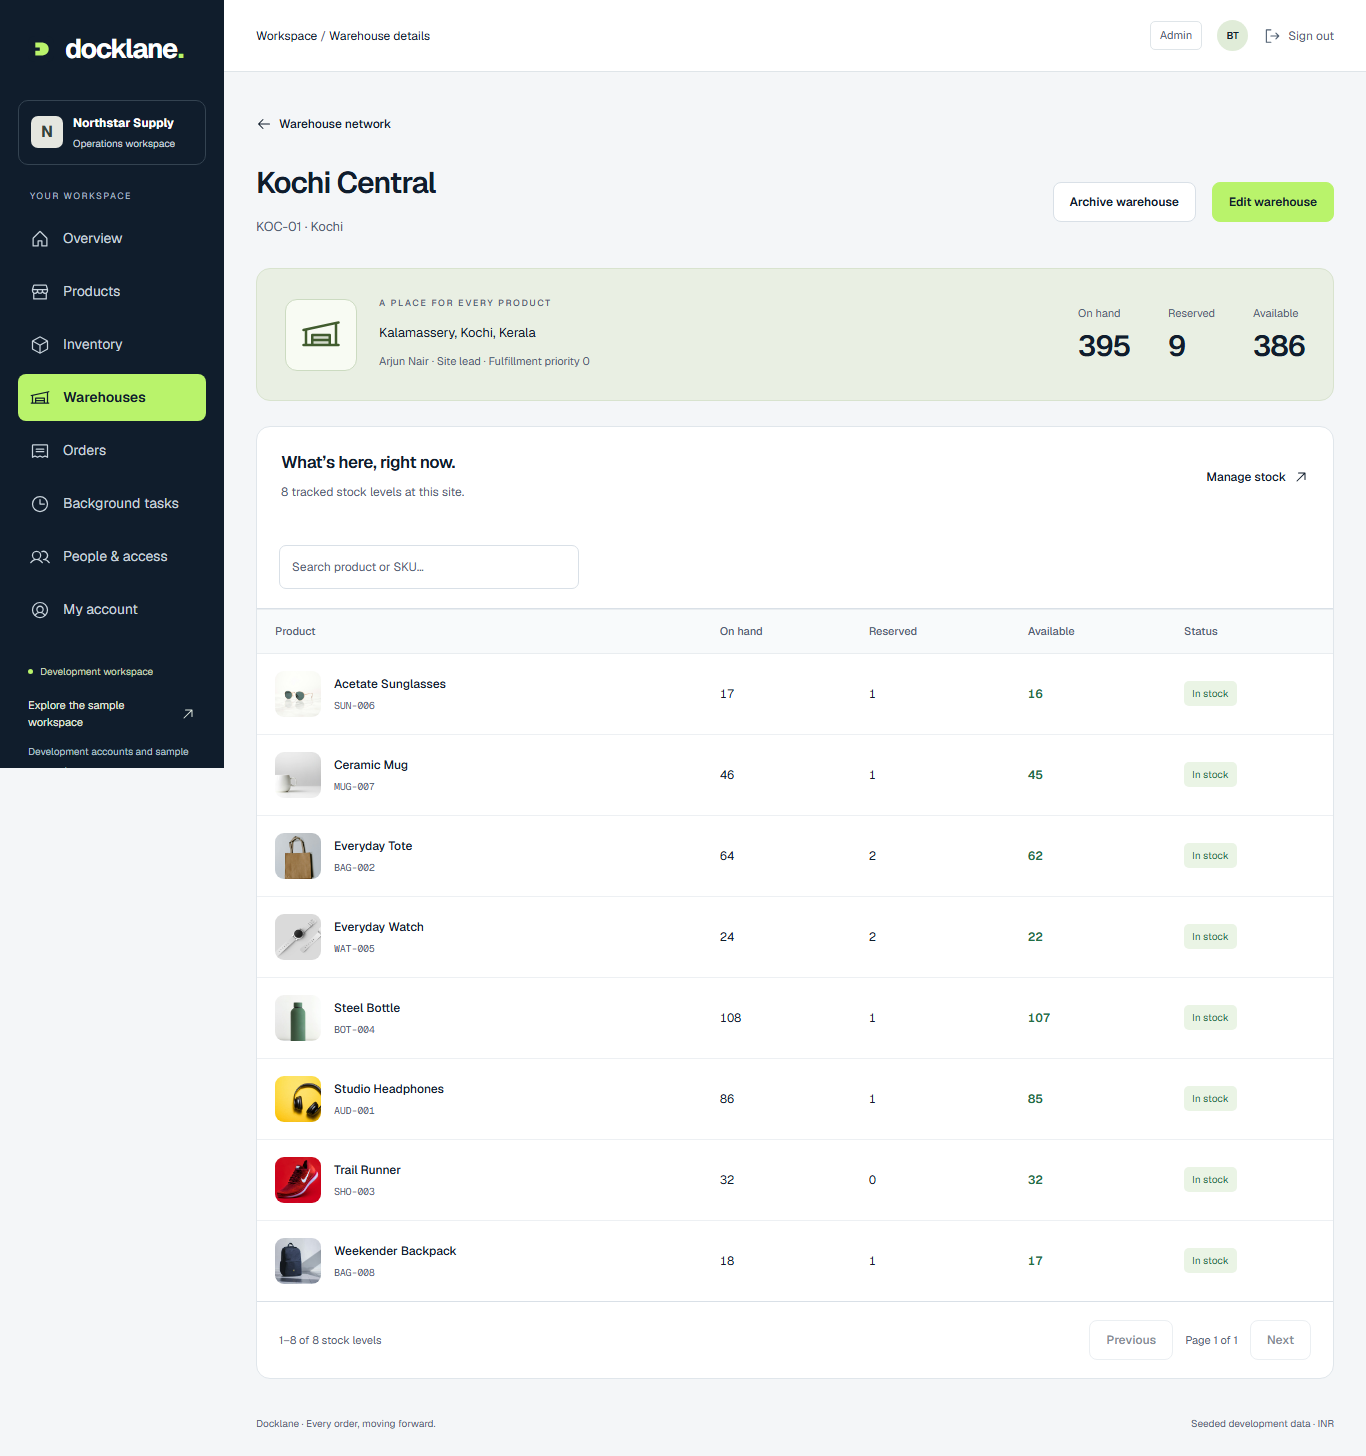 docklane.
Workspace / Warehouse details
Admin
BT
Sign out
N
Northstar Supply
Operations workspace
YOUR WORKSPACE
Overview
Products
Inventory
Warehouses
Orders
Background tasks
People & access
My account
Development workspace
Explore the sample
workspace
Development accounts and sample
Warehouse network
Kochi Central
KOC-01 · Kochi
Archive warehouse
Edit warehouse
A PLACE FOR EVERY PRODUCT
Kalamassery, Kochi, Kerala
Arjun Nair · Site lead · Fulfillment priority 0
On hand Reserved Available
395 9 386
What's here, right now.
8 tracked stock levels at this site.
Manage stock
Search product or SKU...
Product On hand Reserved Available Status
Acetate Sunglasses
SUN-006
17 1 16 In stock
Ceramic Mug
MUG-007
46 1 45 In stock
Everyday Tote
BAG-002
64 2 62 In stock
Everyday Watch
WAT-005
24 2 22 In stock
Steel Bottle
BOT-004
108 1 107 In stock
Studio Headphones
AUD-001
86 1 85 In stock
Trail Runner
SHO-003
32 0 32 In stock
Weekender Backpack
BAG-008
18 1 17 In stock
1–8 of 8 stock levels
Previous
Page 1 of 1
Next
Docklane · Every order, moving forward.
Seeded development data · INR